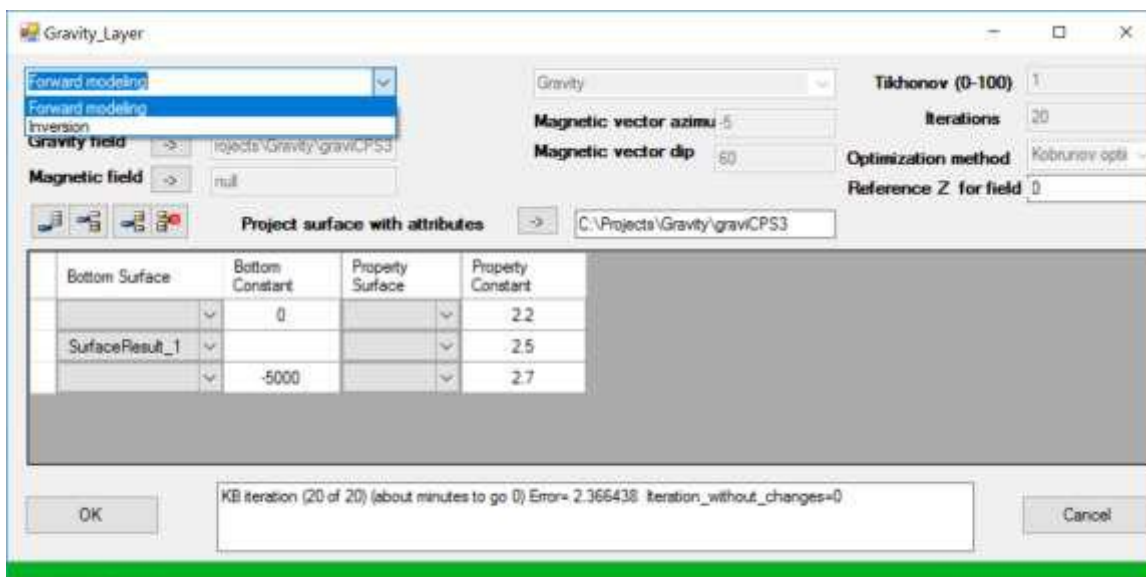 Gravity_Layer
Forward modeling
Gravity
Tikhonov (0-100) 1
Forward modeling
Inversion
Magnetic vector azimu -5
Iterations 20
Gravity field -> rojects\Gravity\graviCPS3
Magnetic vector dip 60
Optimization method Kobrunov opti
Magnetic field -> null
Reference Z for field 0
Project surface with attributes -> C:\Projects\Gravity\graviCPS3
Bottom Surface Bottom Constant Property Surface Property Constant
0 2.2
SurfaceResult_1 2.5
-5000 2.7
KB iteration (20 of 20) (about minutes to go 0) Error= 2.366438 Iteration_without_changes=0
OK
Cancel